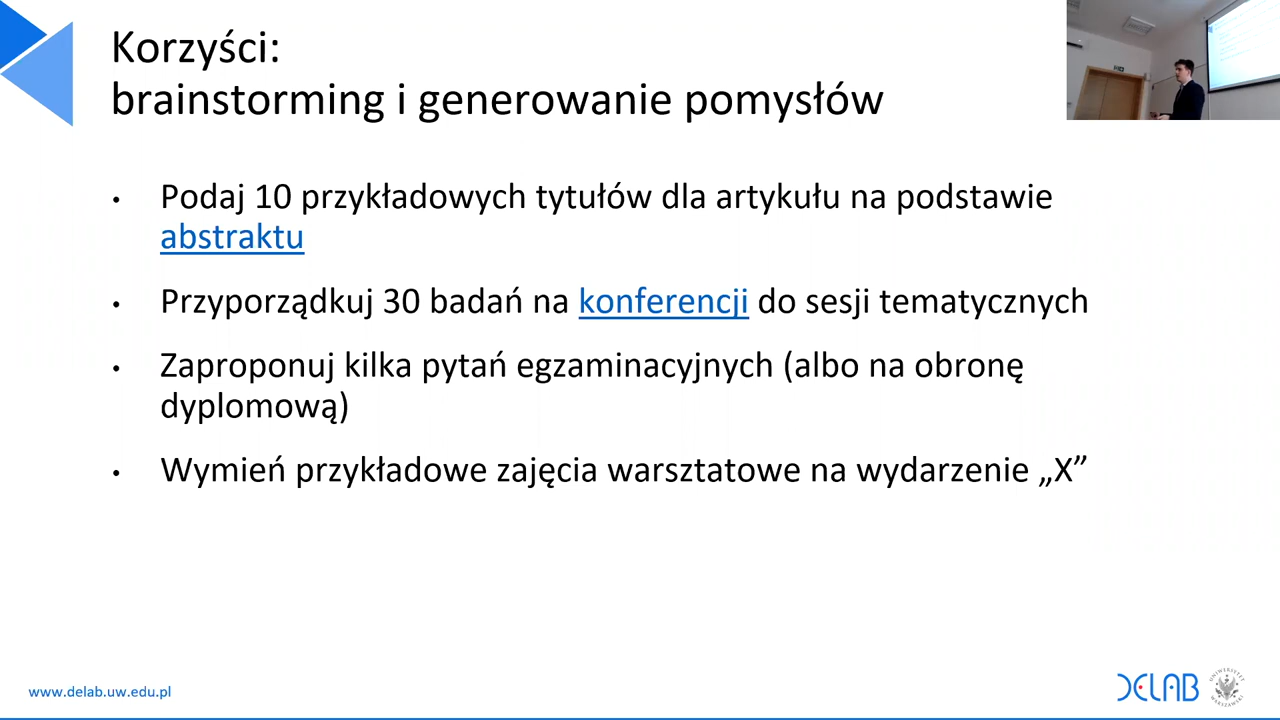 Korzyści:
brainstorming i generowanie pomysłów
• Podaj 10 przykładowych tytułów dla artykułu na podstawie
abstraktu
• Przyporządkuj 30 badań na konferencji do sesji tematycznych
• Zaproponuj kilka pytań egzaminacyjnych (albo na obronę
dyplomową)
• Wymień przykładowe zajęcia warsztatowe na wydarzenie „X”
www.delab.uw.edu.pl
DELAB
UNIWERSYTET
WARSZAWSKI